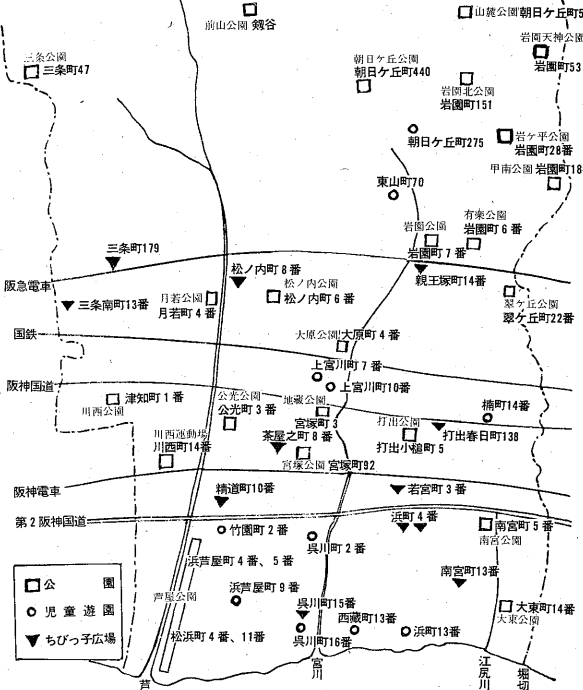 前山公園 剱谷
山麓公園 朝日ケ丘町5
岩園天神公園
岩園町53
三条公園
三条町47
朝日ケ丘公園
朝日ケ丘町440
岩園北公園
岩園町151
朝日ケ丘町275
岩ケ平公園
岩園町28番
甲南公園 岩園町18
東山町70
岩園公園
岩園町7番
有楽公園
岩園町6番
三条町179
松ノ内町8番
親王塚町14番
阪急電車
三条南町13番
月若公園
月若町4番
松ノ内公園
松ノ内町6番
翠ケ丘公園
翠ケ丘町22番
国鉄
大原公園 大原町4番
上宮川町7番
上宮川町10番
阪神国道
津知町1番
川西公園
公光公園
公光町3番
地蔵公園
宮塚町3
楠町14番
打出公園
打出小槌町5
打出春日町138
川西運動場
川西町14番
茶屋之町8番
宮塚公園 宮塚町92
阪神電車
精道町10番
若宮町3番
第2阪神国道
竹園町2番
呉川町2番
浜町4番
南宮町5番
南宮公園
浜芦屋町4番、5番
南宮町13番
浜芦屋町9番
芦屋公園
呉川町15番
大東町14番
大東公園
松浜町4番、11番
呉川町16番
西蔵町13番
浜町13番
公園
児童遊園
ちびっ子広場
芦
宮川
江尻川
堀切